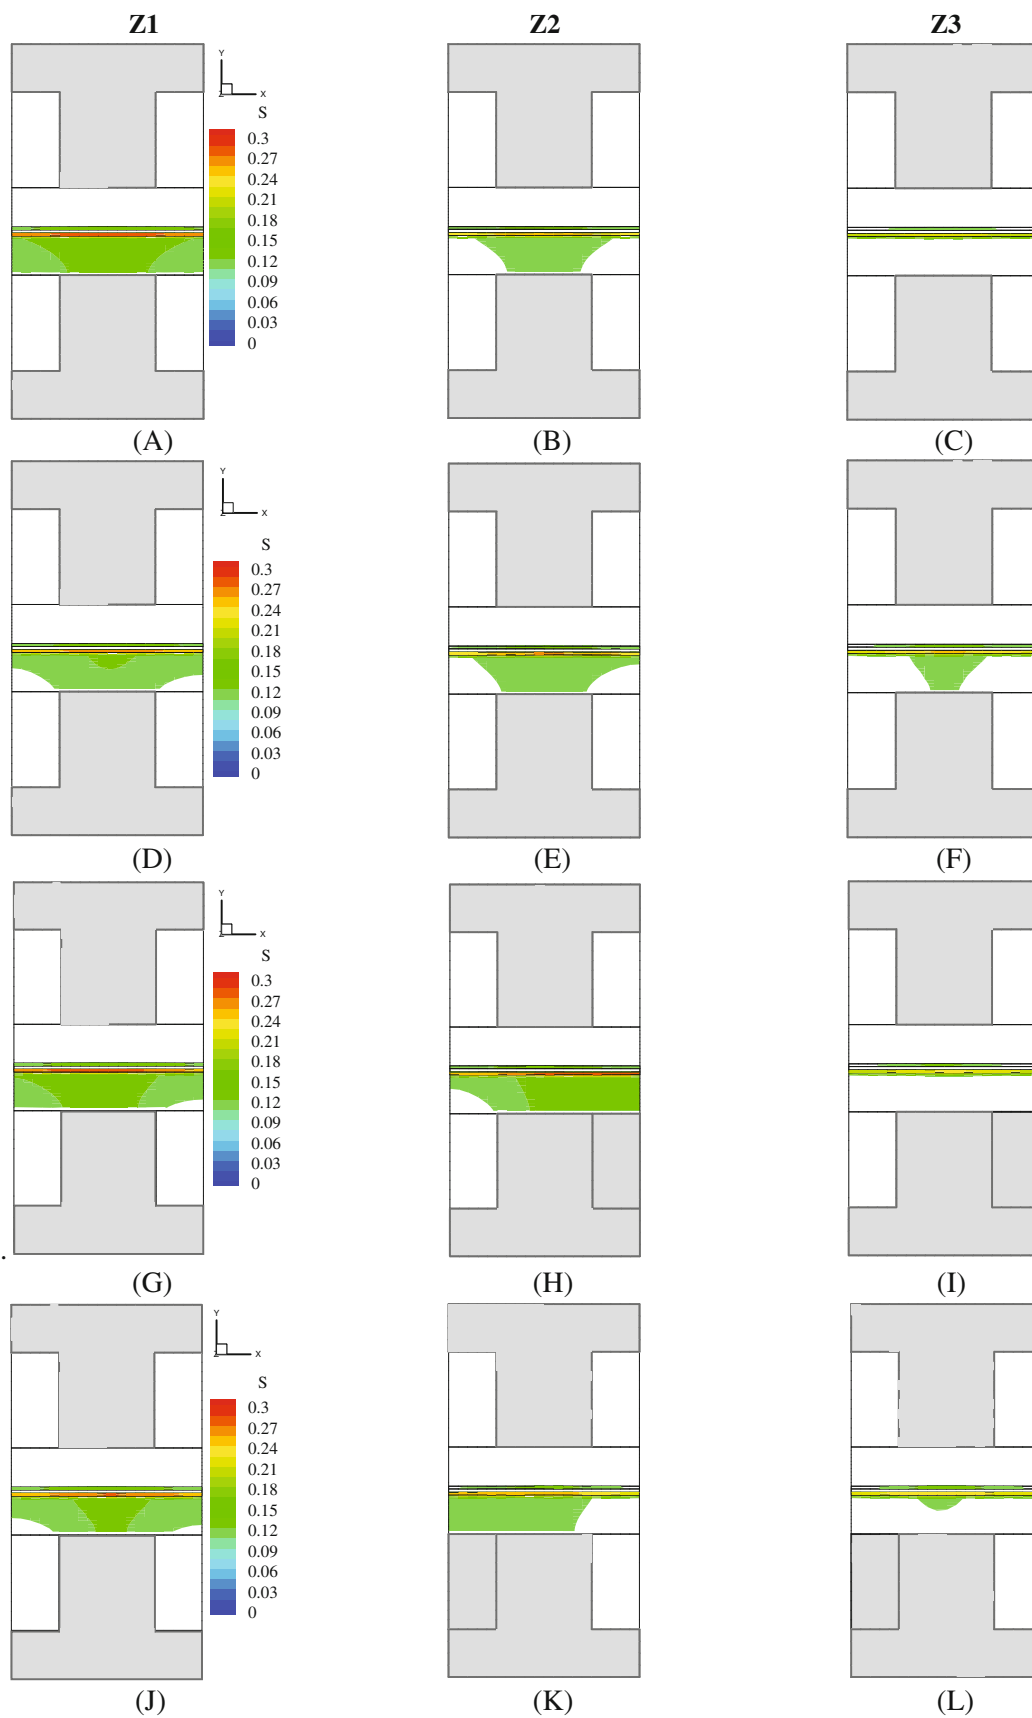 Z1 Z2 Z3
Y
Z X
S
0.3
0.27
0.24
0.21
0.18
0.15
0.12
0.09
0.06
0.03
0
(A) (B) (C)
Y
Z X
S
0.3
0.27
0.24
0.21
0.18
0.15
0.12
0.09
0.06
0.03
0
(D) (E) (F)
Y
Z X
S
0.3
0.27
0.24
0.21
0.18
0.15
0.12
0.09
0.06
0.03
0
.
(G) (H) (I)
Y
Z X
S
0.3
0.27
0.24
0.21
0.18
0.15
0.12
0.09
0.06
0.03
0
(J) (K) (L)